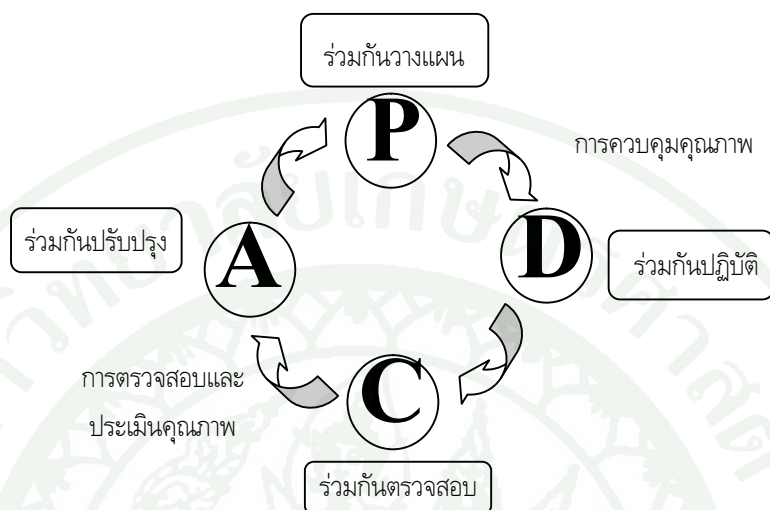 ร่วมกันวางแผน
P
การควบคุมคุณภาพ
ร่วมกันปรับปรุง
A
D
ร่วมกันปฏิบัติ
การตรวจสอบและ
ประเมินคุณภาพ
C
ร่วมกันตรวจสอบ